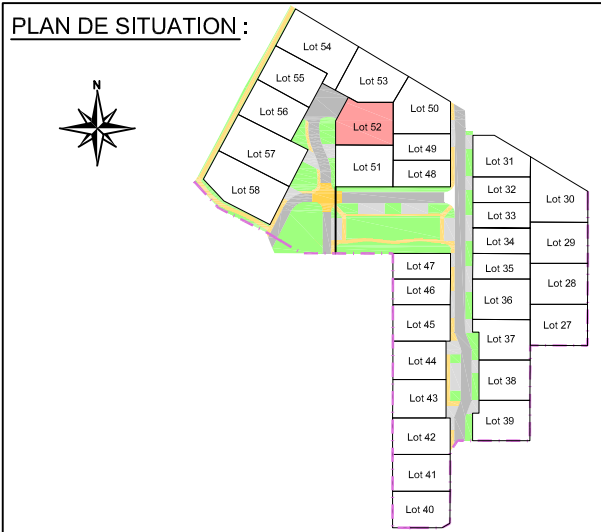 PLAN DE SITUATION :
N
Lot 54
Lot 55
Lot 53
Lot 56
Lot 50
Lot 52
Lot 57
Lot 49
Lot 51
Lot 48
Lot 58
Lot 31
Lot 32
Lot 30
Lot 33
Lot 34
Lot 29
Lot 47
Lot 35
Lot 46
Lot 36
Lot 28
Lot 45
Lot 27
Lot 37
Lot 44
Lot 38
Lot 43
Lot 39
Lot 42
Lot 41
Lot 40